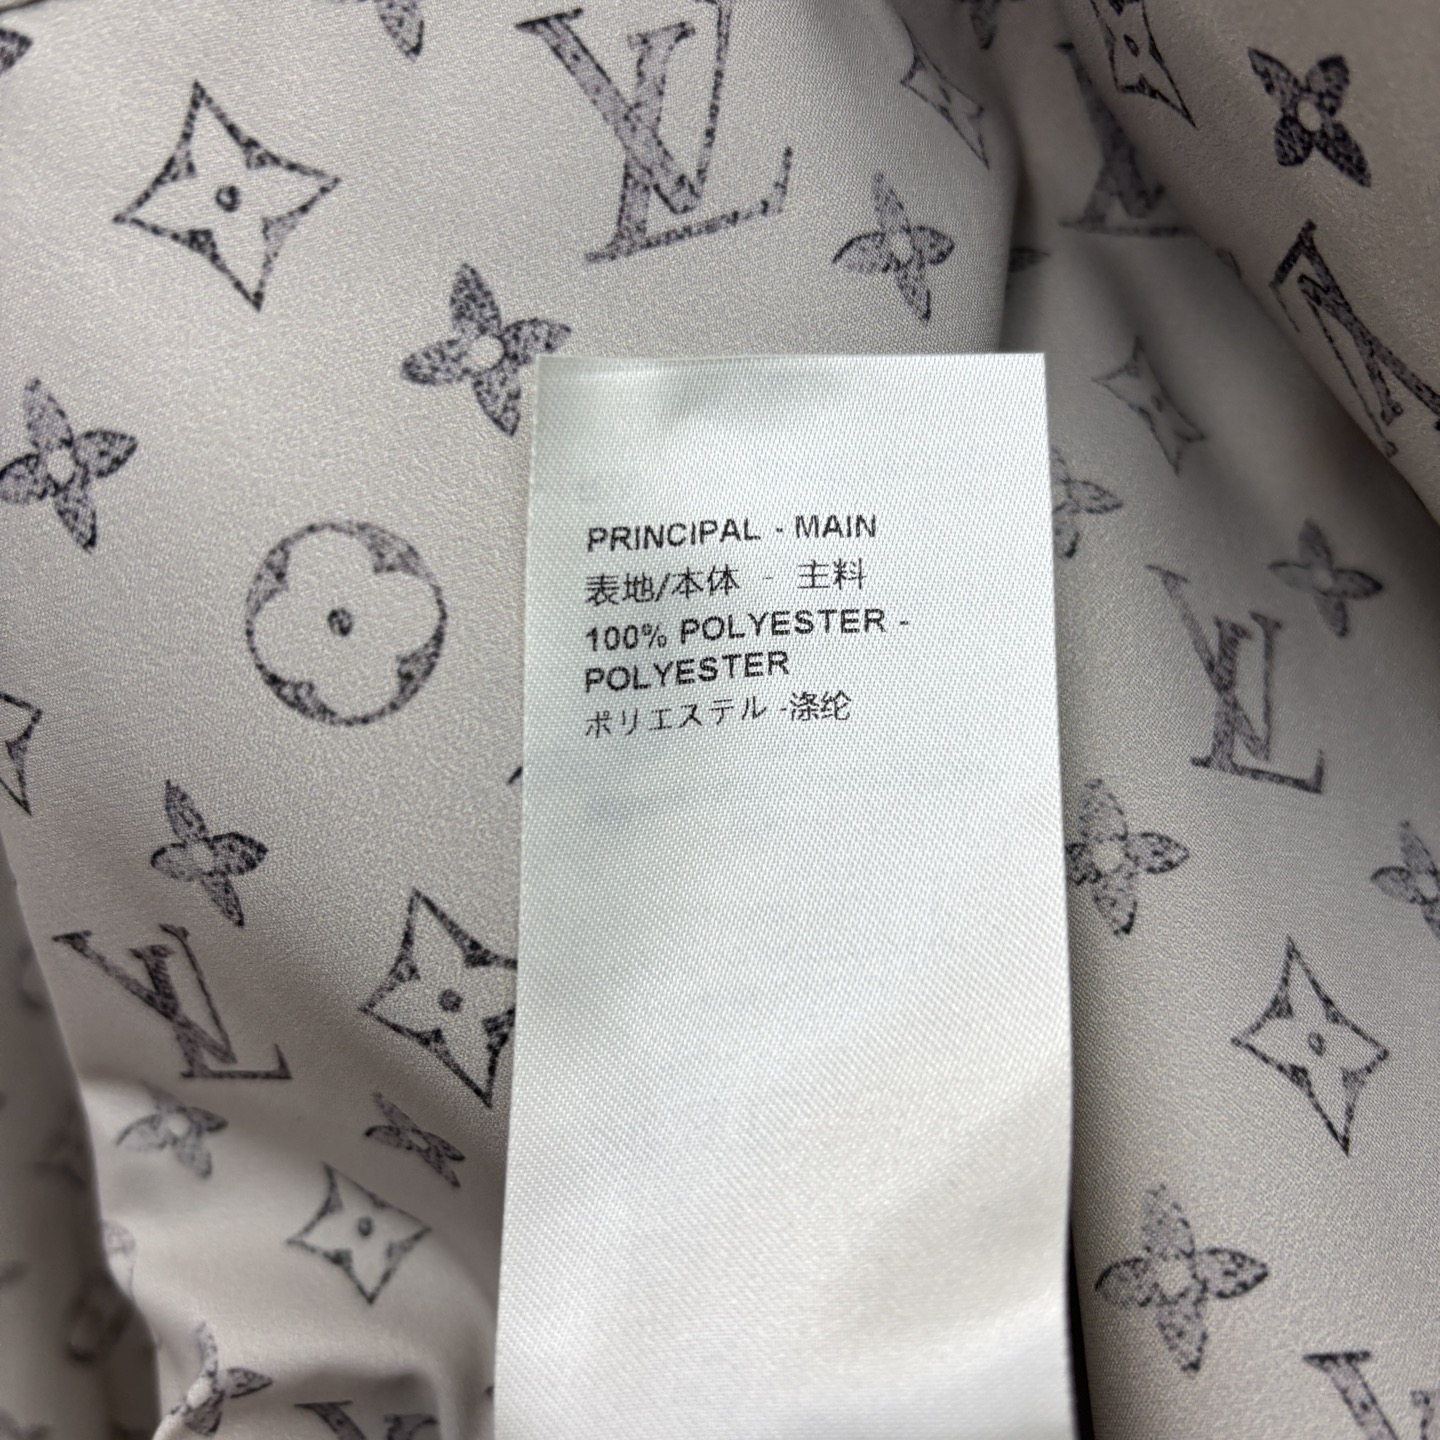 PRINCIPAL - MAIN
表地/本体 - 主料
100% POLYESTER -
POLYESTER
ポリエステル -涤纶